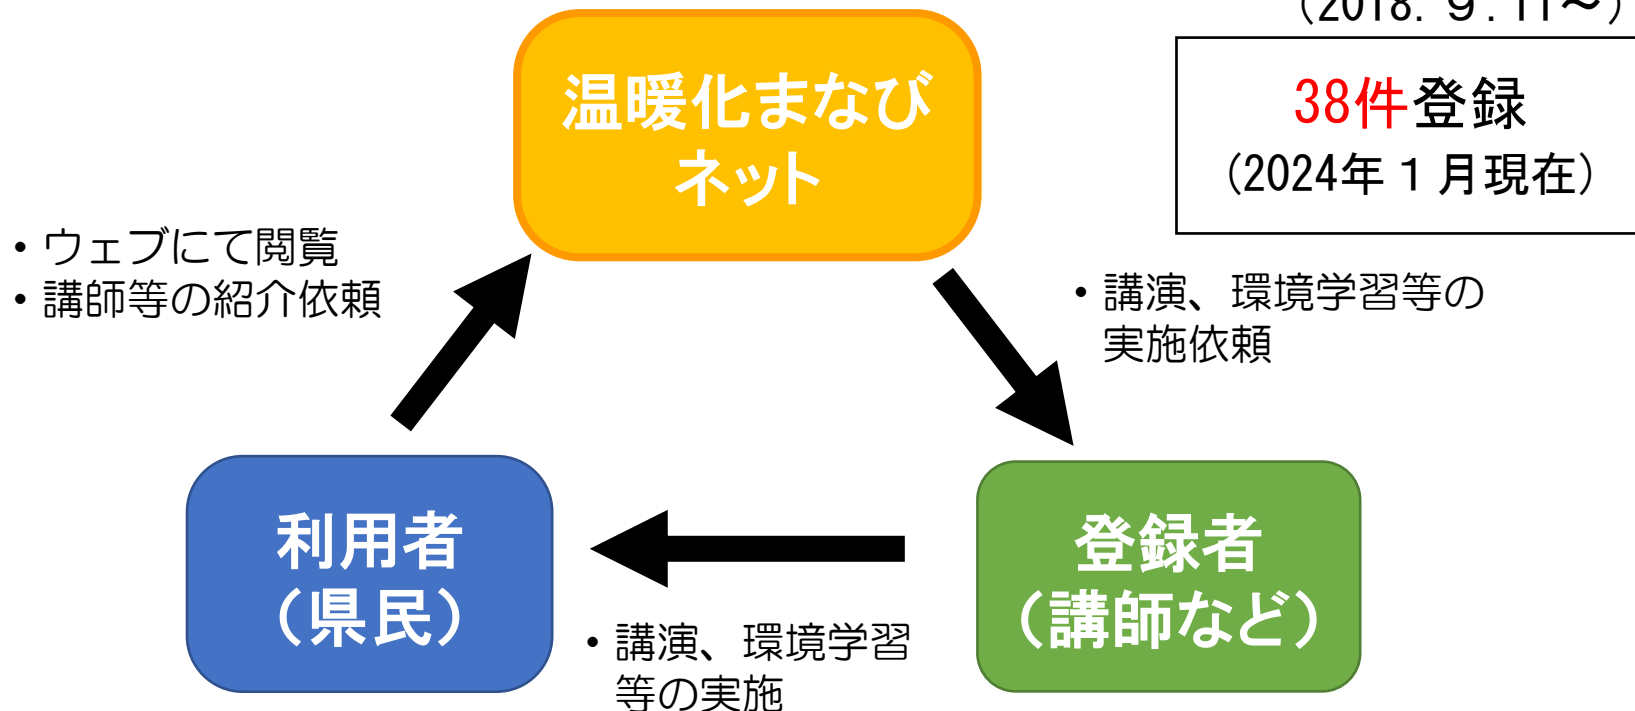 （2018. ９. 11～）
温暖化まなび
ネット
38件登録
（2024年１月現在）
・ウェブにて閲覧
・講師等の紹介依頼
・講演、環境学習等の
実施依頼
利用者
（県民）
登録者
（講師など）
・講演、環境学習
等の実施